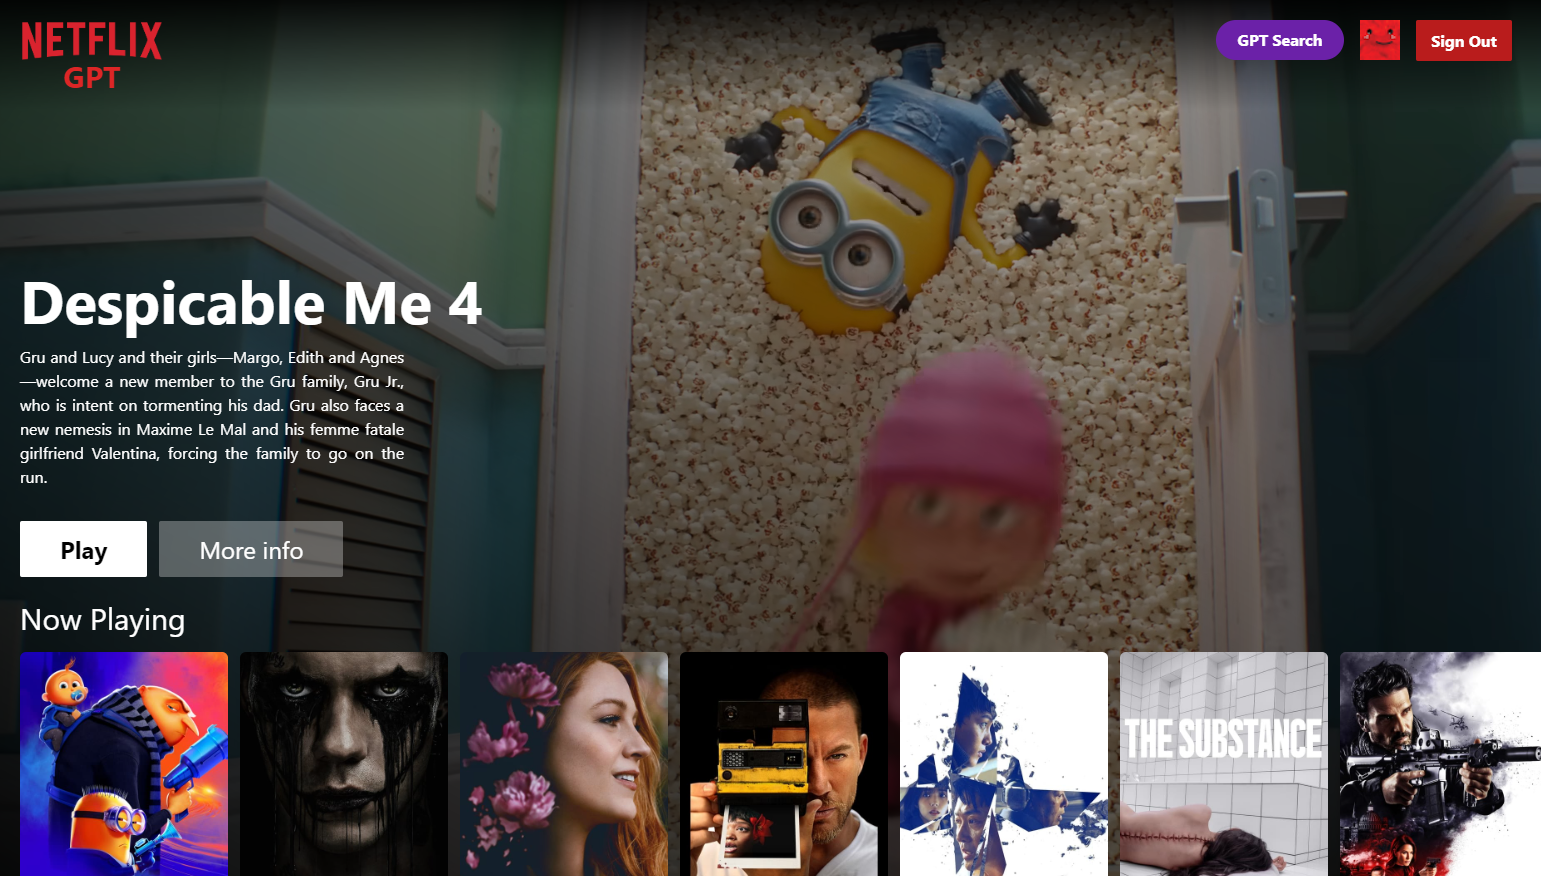 NETFLIX
GPT
GPT Search
Sign Out
Despicable Me 4
Gru and Lucy and their girls—Margo, Edith and Agnes
—welcome a new member to the Gru family, Gru Jr.,
who is intent on tormenting his dad. Gru also faces a
new nemesis in Maxime Le Mal and his femme fatale
girlfriend Valentina, forcing the family to go on the
run.
Play
More info
Now Playing
THE SUBSTANCE